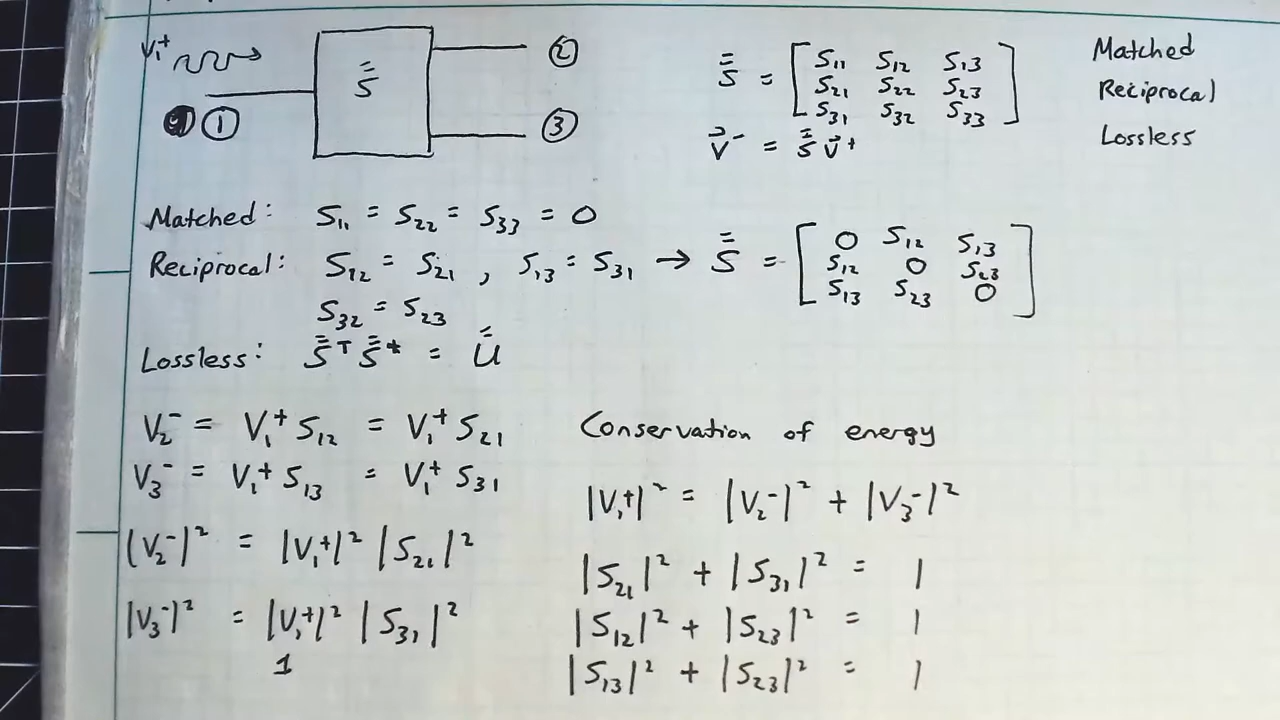 V₁⁺
S̿
②
① 
③
S̿ = [ S₁₁ S₁₂ S₁₃
S₂₁ S₂₂ S₂₃
S₃₁ S₃₂ S₃₃ ]
V⃗⁻ = S̿ V⃗⁺
Matched
Reciprocal
Lossless
Matched: S₁₁ = S₂₂ = S₃₃ = 0
Reciprocal: S₁₂ = S₂₁ , S₁₃ = S₃₁ → S̿ = [ 0 S₁₂ S₁₃
S₁₂ 0 S₂₃
S₁₃ S₂₃ 0 ]
S₃₂ = S₂₃
Lossless: S̿ᵀ S̿* = U̿
V₂⁻ = V₁⁺ S₁₂ = V₁⁺ S₂₁
V₃⁻ = V₁⁺ S₁₃ = V₁⁺ S₃₁
|V₂⁻|² = |V₁⁺|² |S₂₁|²
|V₃⁻|² = |V₁⁺|² |S₃₁|²
1
Conservation of energy
|V₁⁺|² = |V₂⁻|² + |V₃⁻|²
|S₂₁|² + |S₃₁|² = 1
|S₁₂|² + |S₂₃|² = 1
|S₁₃|² + |S₂₃|² = 1